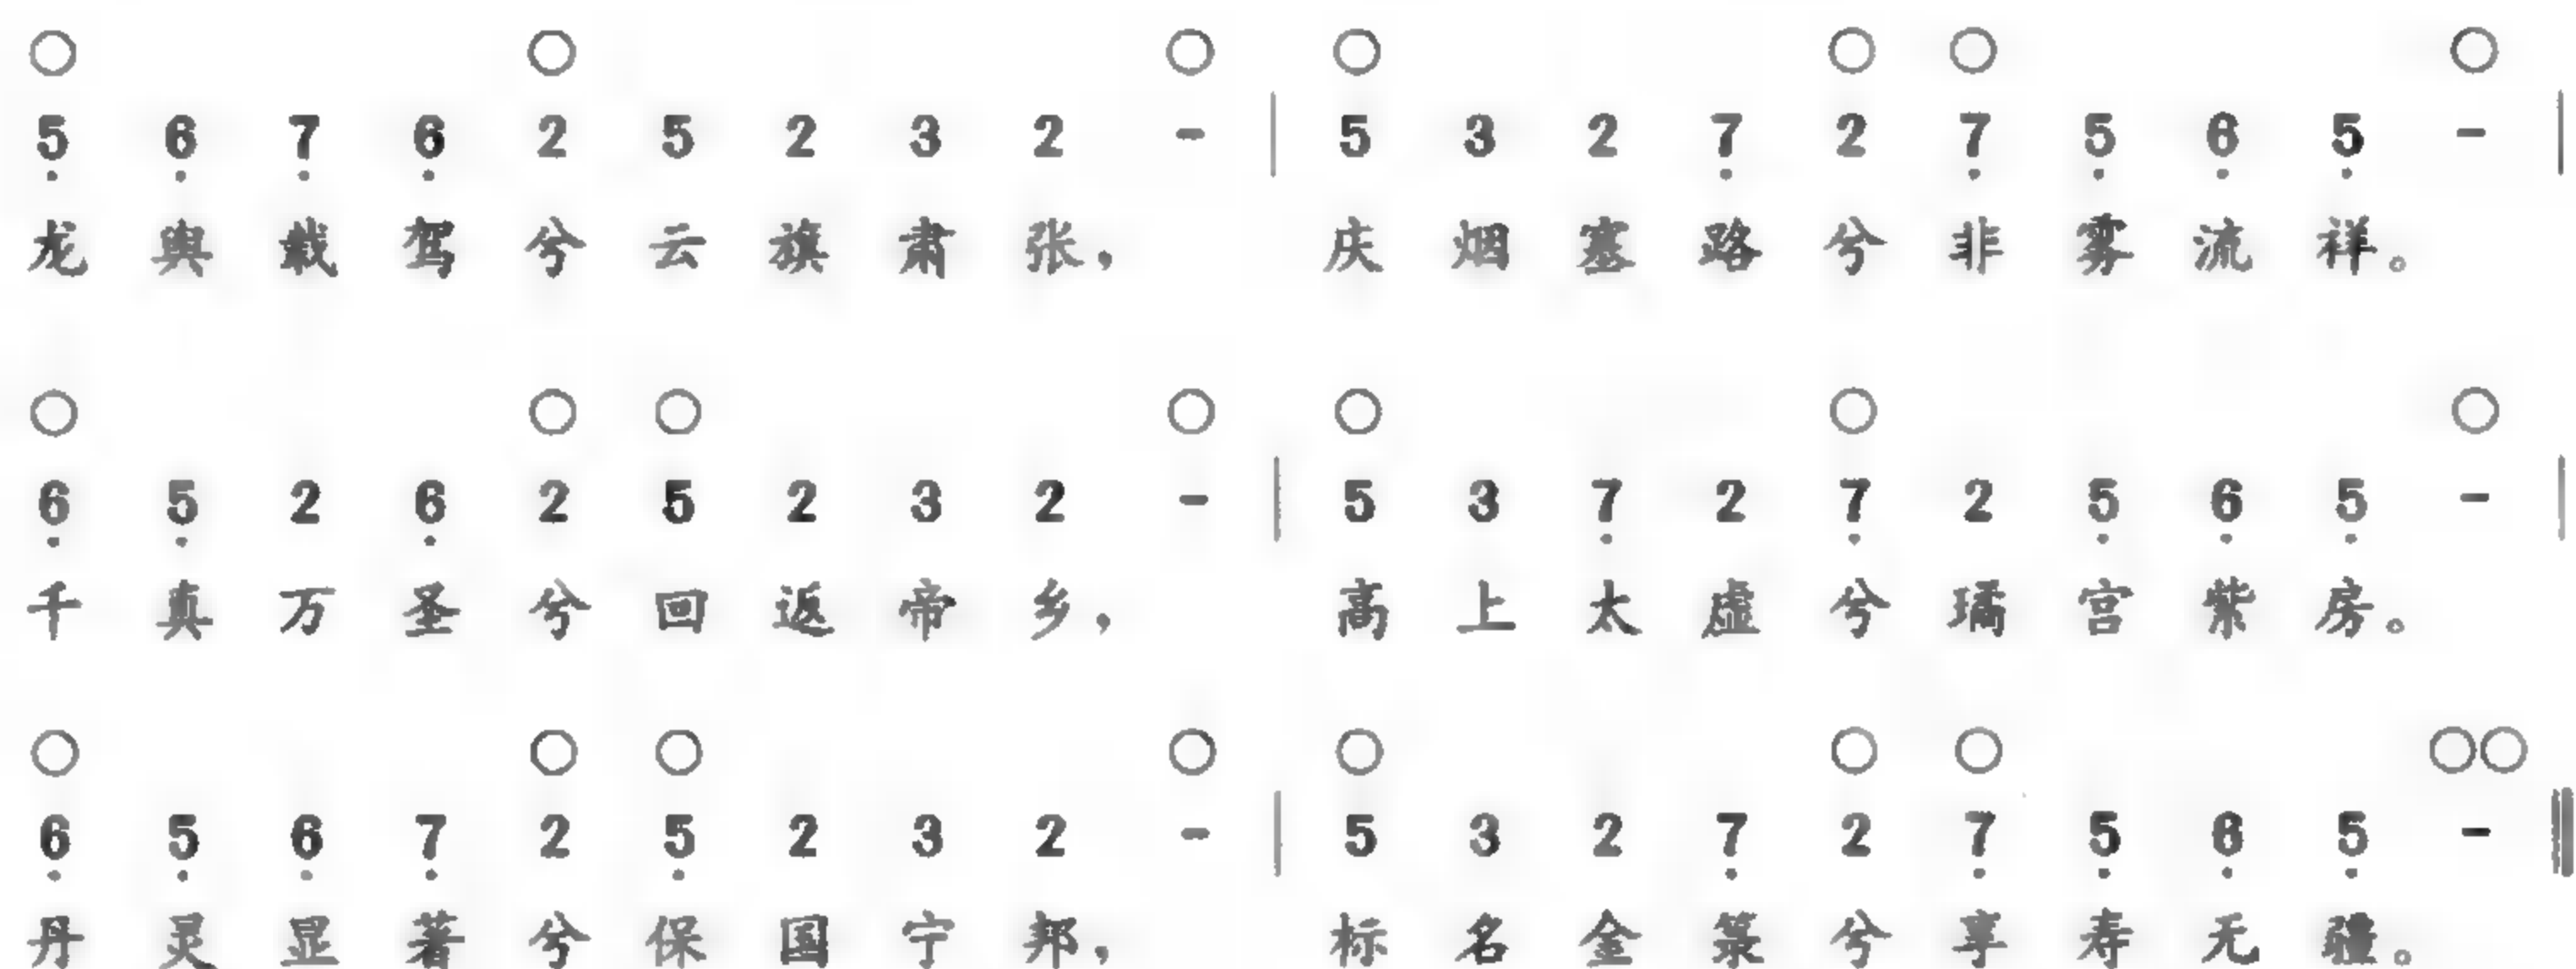 ○ ○ ○ ○ ○ ○ ○
5̣ 6̣ 7̣ 6̣ 2 5 2 3 2 - | 5 3 2 7̣ 2 7̣ 5̣ 6̣ 5̣ - |
龙 舆 载 驾 兮 云 旗 肃 张， 庆 烟 塞 路 兮 非 雾 流 祥。
○ ○ ○ ○ ○ ○ ○
6̣ 5̣ 2 6̣ 2 5 2 3 2 - | 5 3 7̣ 2 7̣ 2 5̣ 6̣ 5̣ - |
千 真 万 圣 兮 回 返 帝 乡， 高 上 太 虚 兮 璚 宫 紫 房。
○ ○ ○ ○ ○ ○ ○ ○○
6̣ 5̣ 6̣ 7̣ 2 5̣ 2 3 2 - | 5 3 2 7̣ 2 7̣ 5̣ 6̣ 5̣ - ‖
丹 灵 显 著 兮 保 国 宁 邦， 标 名 金 箓 兮 享 寿 无 疆。